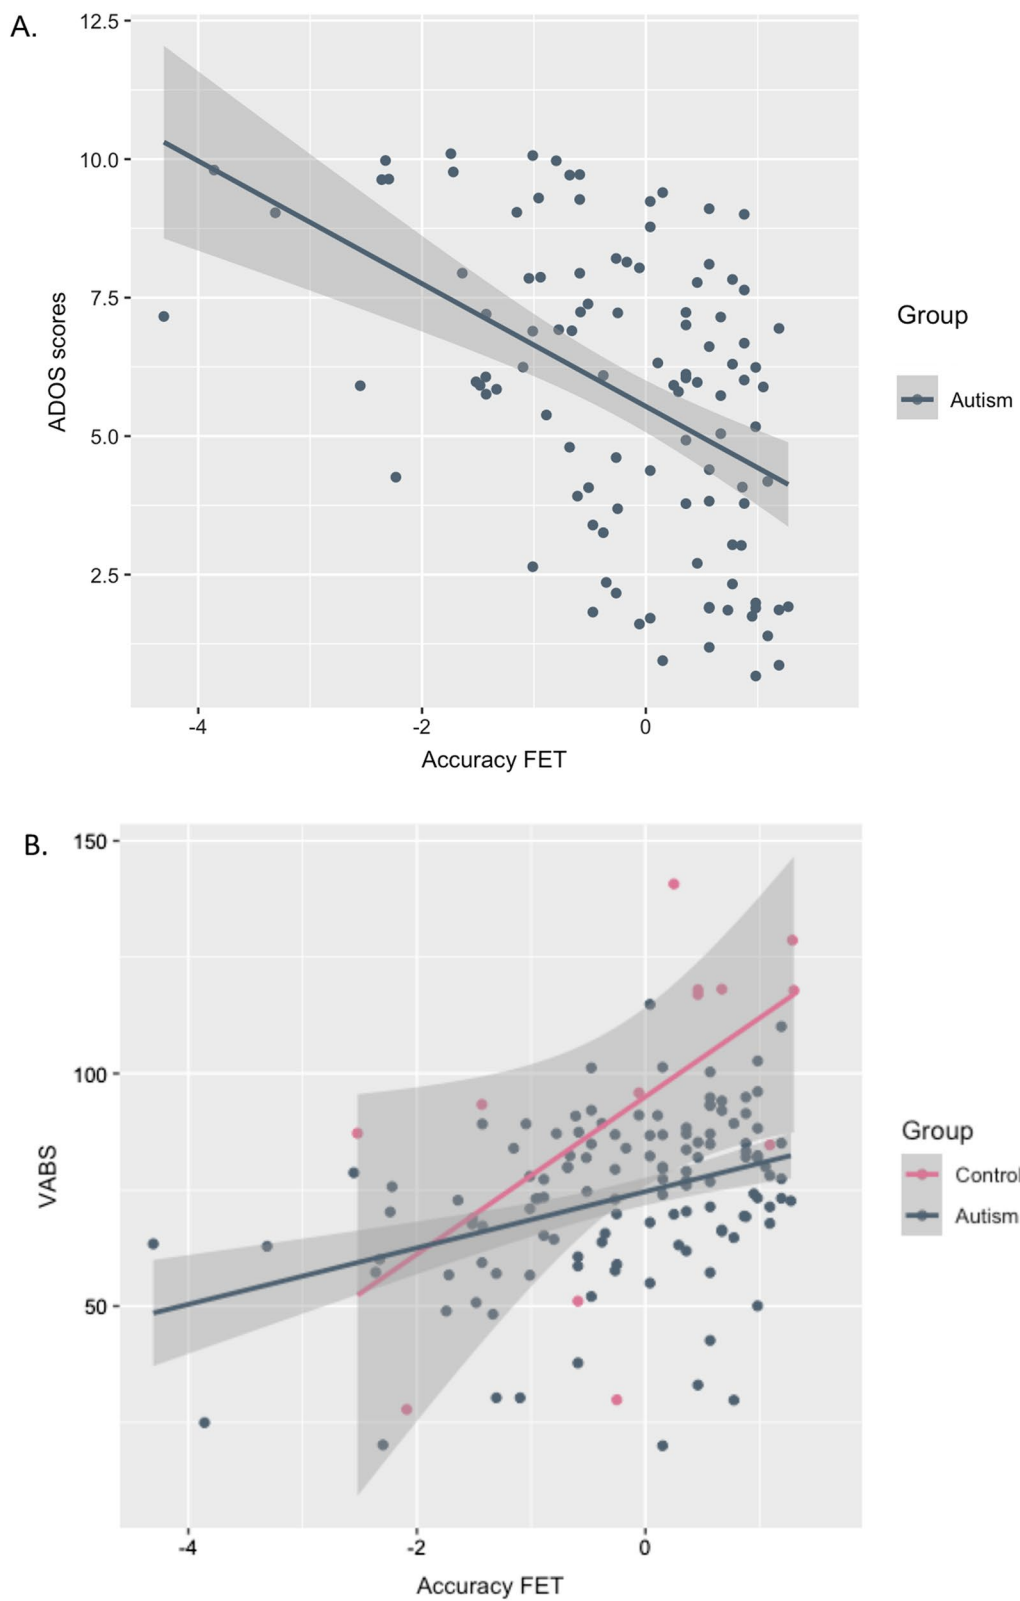 A.
12.5
10.0
7.5
5.0
2.5
ADOS scores
-4 -2 0
Accuracy FET
Group
Autism
B.
150
100
50
VABS
-4 -2 0
Accuracy FET
Group
Control
Autism